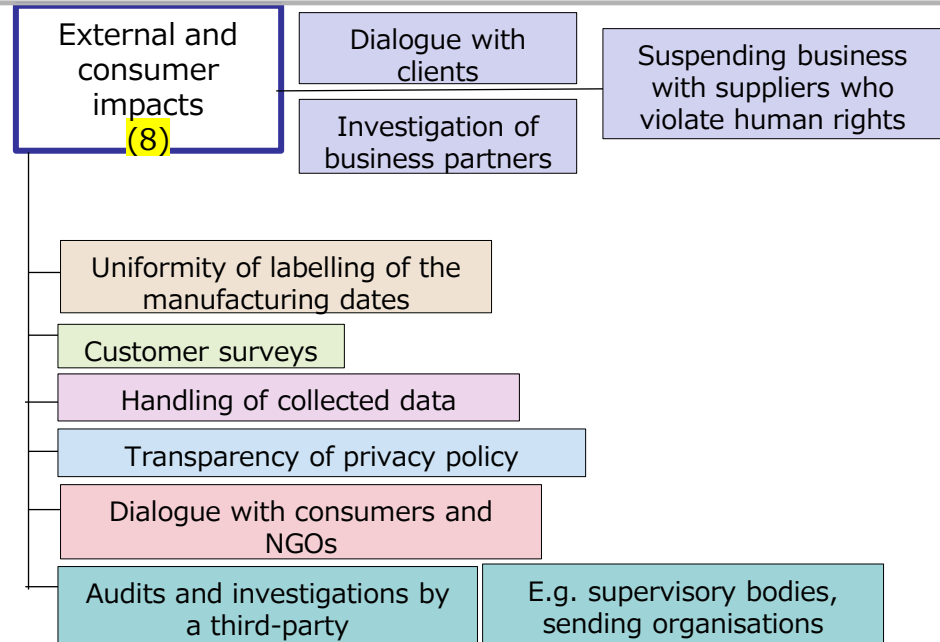 External and
consumer
impacts
(8)
Dialogue with
clients
Investigation of
business partners
Suspending business
with suppliers who
violate human rights
Uniformity of labelling of the
manufacturing dates
Customer surveys
Handling of collected data
Transparency of privacy policy
Dialogue with consumers and
NGOs
Audits and investigations by
a third-party
E.g. supervisory bodies,
sending organisations